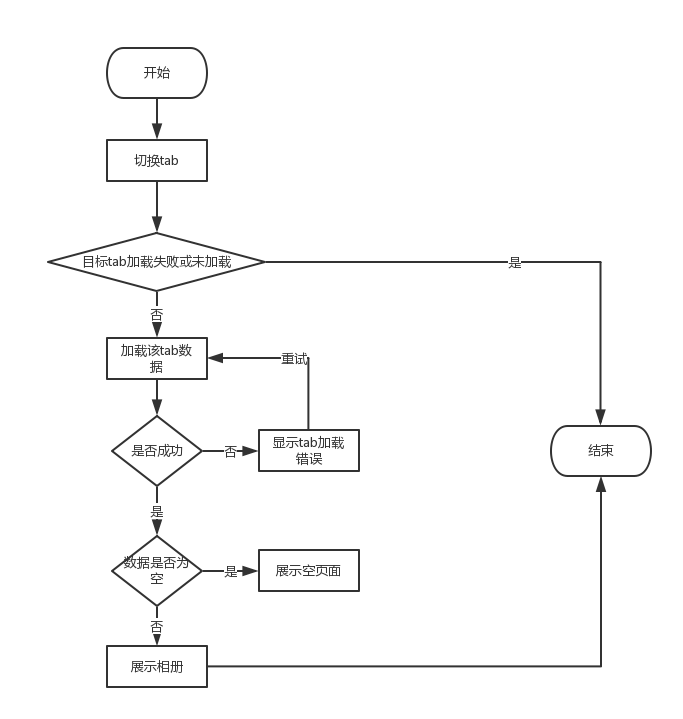 开始
切换tab
目标tab加载失败或未加载
是
否
加载该tab数
据
重试
是否成功
否
显示tab加载
错误
结束
是
数据是否为
空
是
展示空页面
否
展示相册